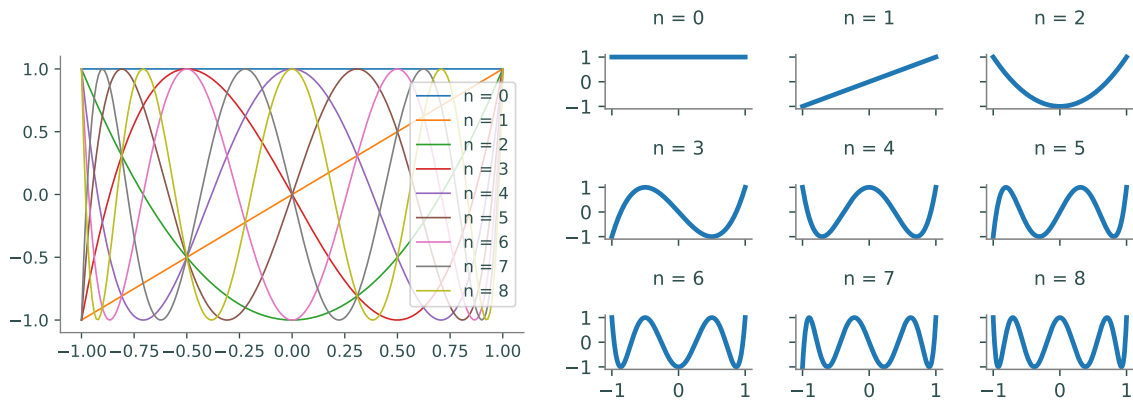 1.0
0.5
0.0
−0.5
−1.0
−1.00 −0.75 −0.50 −0.25 0.00 0.25 0.50 0.75 1.00
n = 0
n = 1
n = 2
n = 3
n = 4
n = 5
n = 6
n = 7
n = 8
n = 0 n = 1 n = 2
1
0
−1
n = 3 n = 4 n = 5
1
0
−1
n = 6 n = 7 n = 8
1
0
−1
−1 0 1 −1 0 1 −1 0 1